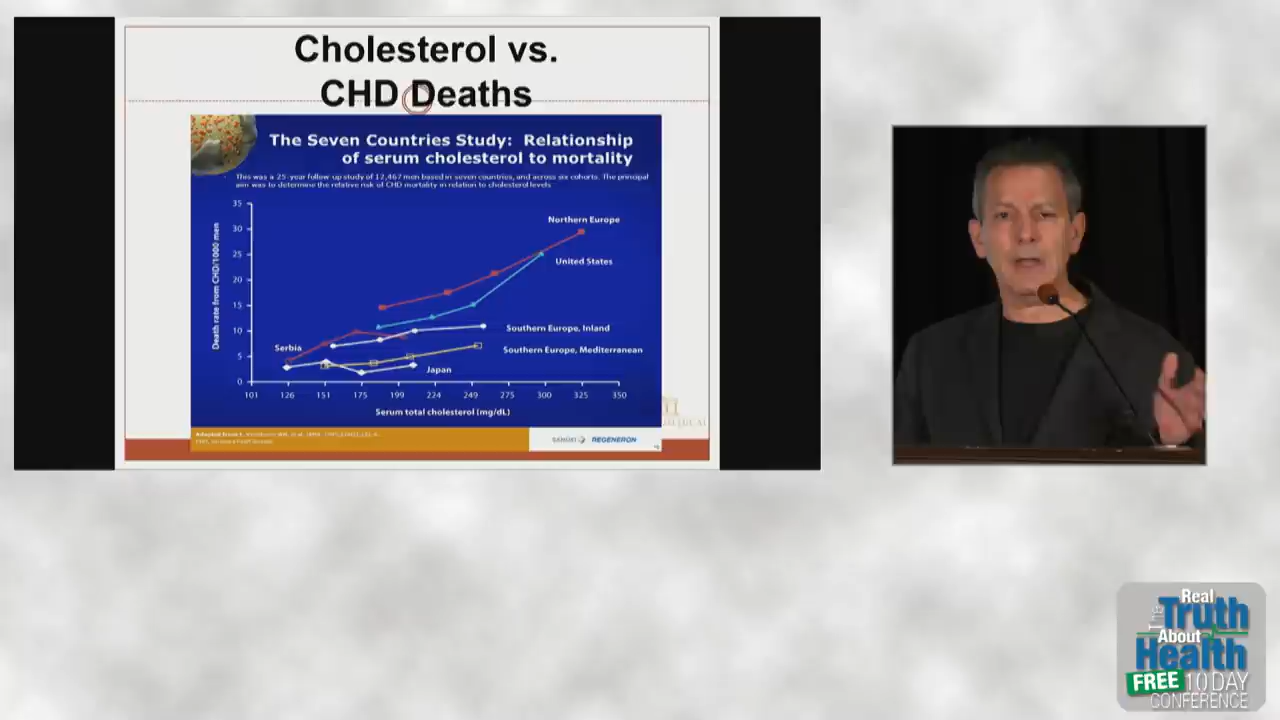 Cholesterol vs.
CHD Deaths
The Seven Countries Study: Relationship
of serum cholesterol to mortality
This was a 25-year follow-up study of 12,467 men based in seven countries, and across six cohorts. The principal
aim was to determine the relative risk of CHD mortality in relation to cholesterol levels
Death rate from CHD/1000 men
35
30
25
20
15
10
5
0
Northern Europe
United States
Southern Europe, Inland
Serbia
Southern Europe, Mediterranean
Japan
101 126 151 175 199 224 249 275 300 325 350
Serum total cholesterol (mg/dL)
Adapted from
SANOFI REGENERON
The Real
Truth
About
Health
FREE 10 DAY
CONFERENCE